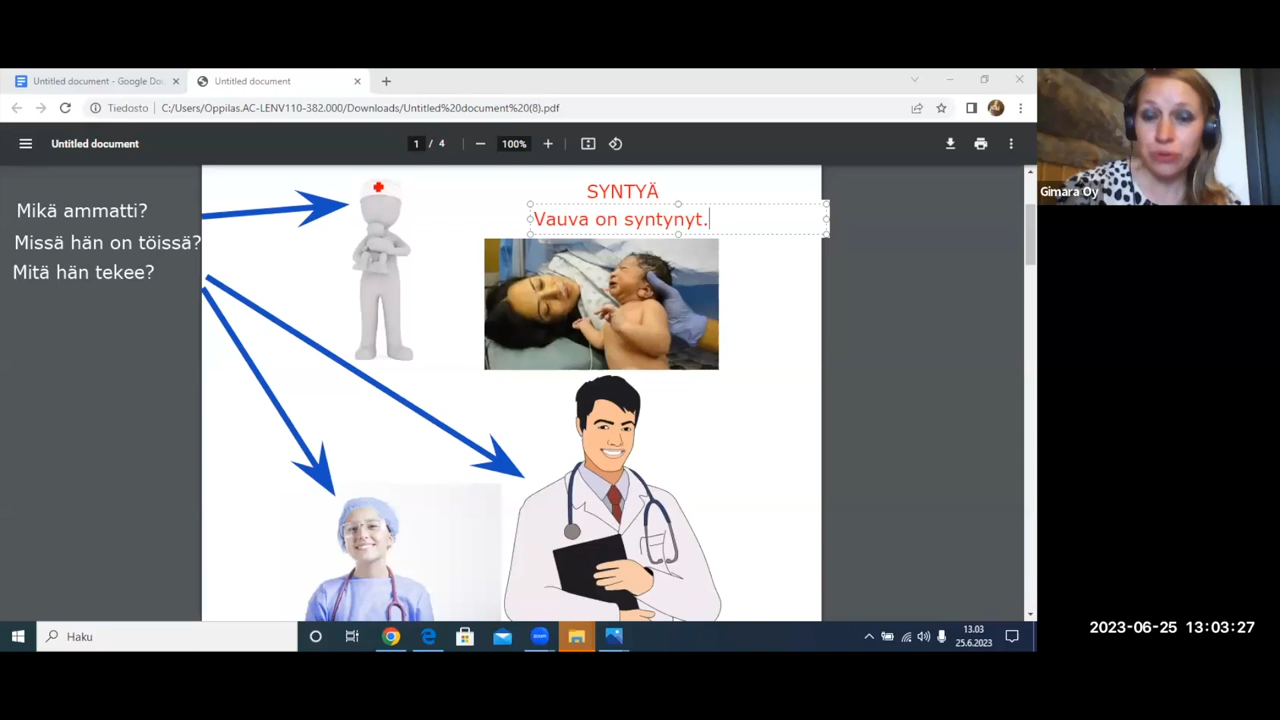 Untitled document - Google Do
Untitled document
Tiedosto
C:/Users/Oppilas.AC-LENV110-382.000/Downloads/Untitled%20document%20(8).pdf
Untitled document
1 / 4
100%
Gimara Oy
SYNTYÄ
Vauva on syntynyt.
Mikä ammatti?
Missä hän on töissä?
Mitä hän tekee?
Haku
zoom
13.03
25.6.2023
2023-06-25 13:03:27